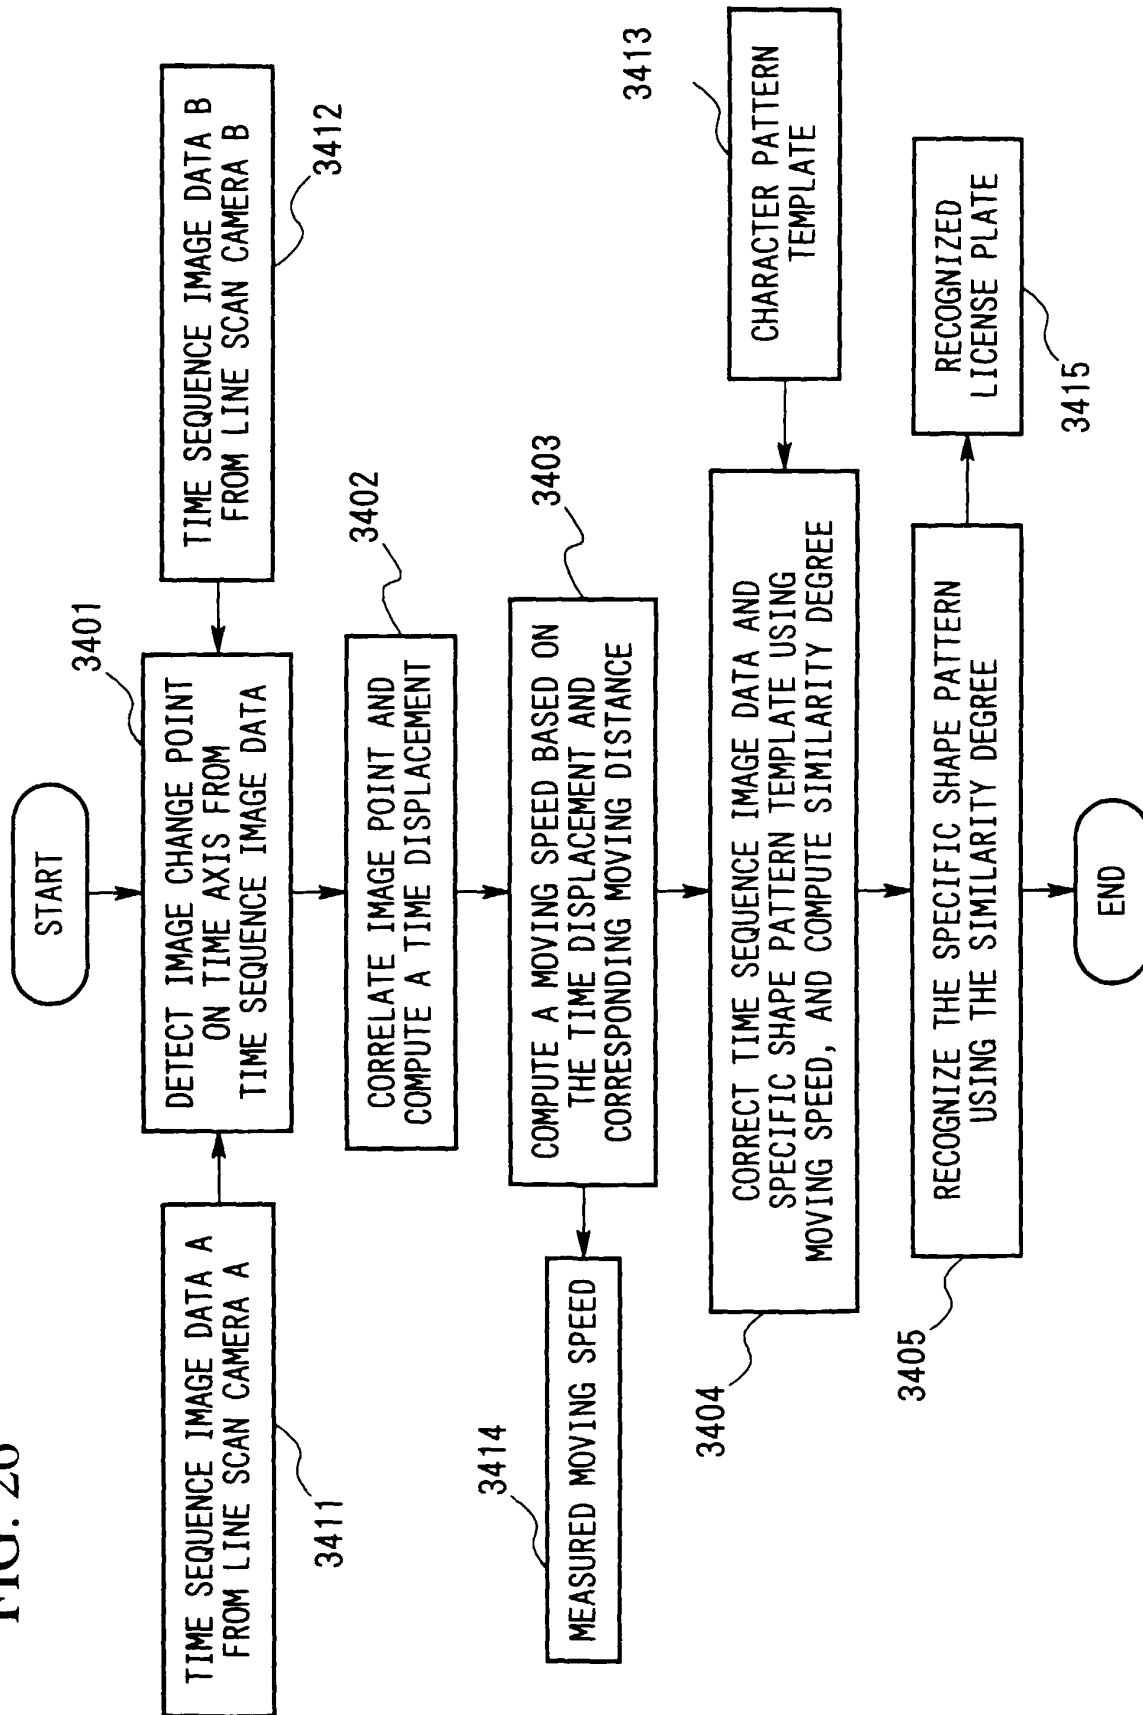 FIG. 26
START
3401
DETECT IMAGE CHANGE POINT
ON TIME AXIS FROM
TIME SEQUENCE IMAGE DATA
TIME SEQUENCE IMAGE DATA A
FROM LINE SCAN CAMERA A
3411
TIME SEQUENCE IMAGE DATA B
FROM LINE SCAN CAMERA B
3412
3402
CORRELATE IMAGE POINT AND
COMPUTE A TIME DISPLACEMENT
3403
COMPUTE A MOVING SPEED BASED ON
THE TIME DISPLACEMENT AND
CORRESPONDING MOVING DISTANCE
3414
MEASURED MOVING SPEED
3413
CHARACTER PATTERN
TEMPLATE
CORRECT TIME SEQUENCE IMAGE DATA AND
SPECIFIC SHAPE PATTERN TEMPLATE USING
MOVING SPEED, AND COMPUTE SIMILARITY DEGREE
3404
RECOGNIZE THE SPECIFIC SHAPE PATTERN
USING THE SIMILARITY DEGREE
3405
RECOGNIZED
LICENSE PLATE
3415
END